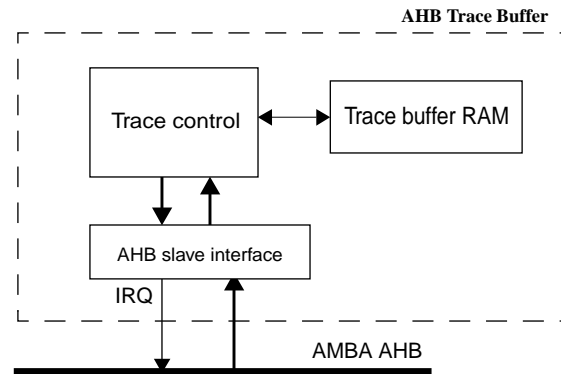 AHB Trace Buffer
Trace control
Trace buffer RAM
AHB slave interface
IRQ
AMBA AHB